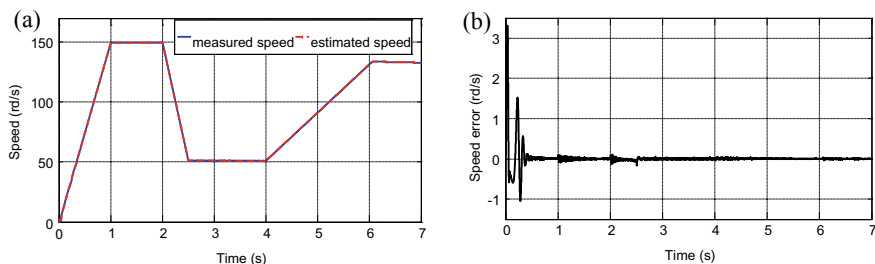 (a)
150
100
50
0
Speed (rd/s)
measured speed estimated speed
0 1 2 3 4 5 6 7
Time (s)
(b)
3
2
1
0
-1
Speed error (rd/s)
0 1 2 3 4 5 6 7
Time (s)